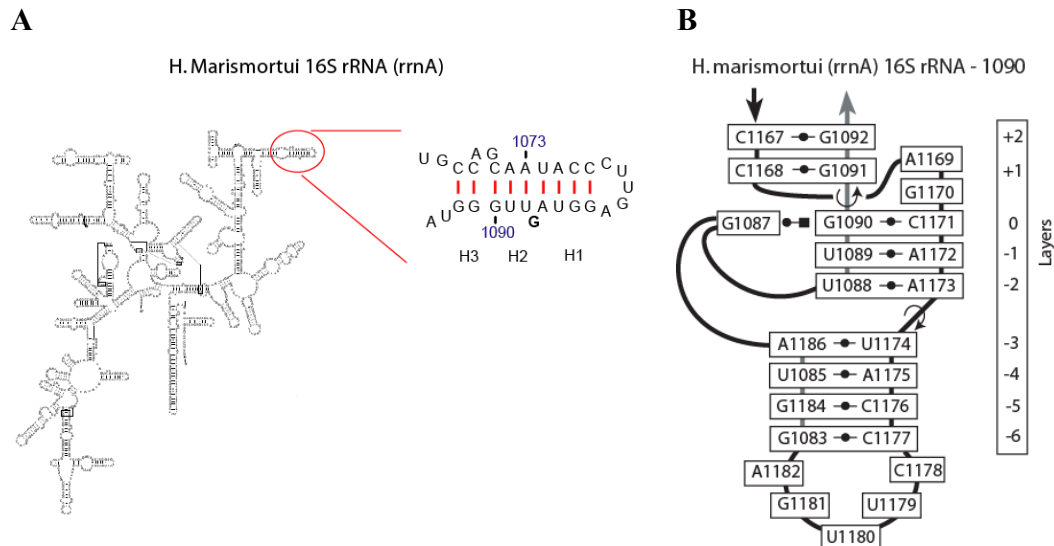 A
H. Marismortui 16S rRNA (rrnA)
1073
U G C C A G C A A U A C C C U U G
A U G G G U U A U G G A
1090
G
H3 H2 H1
B
H. marismortui (rrnA) 16S rRNA - 1090
C1167 G1092 +2
C1168 G1091 A1169 +1
G1170
G1087 G1090 C1171 0
U1089 A1172 -1
U1088 A1173 -2
A1186 U1174 -3
U1085 A1175 -4
G1184 C1176 -5
G1083 C1177 -6
A1182 C1178
G1181 U1179
U1180
Layers